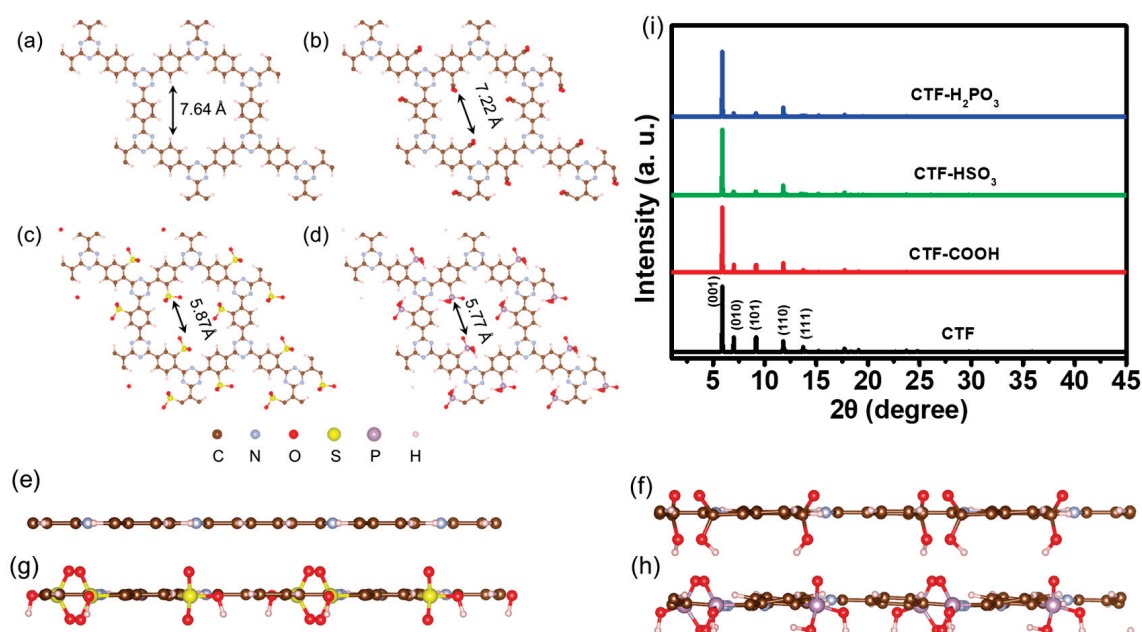 (a)
7.64 Å
(b)
7.22 Å
(c)
5.87Å
(d)
5.77 Å
C N O S P H
(e)
(f)
(g)
(h)
(i)
Intensity (a. u.)
CTF-H₂PO₃
CTF-HSO₃
CTF-COOH
(001)
(010)
(101)
(110)
(111)
CTF
5 10 15 20 25 30 35 40 45
2θ (degree)